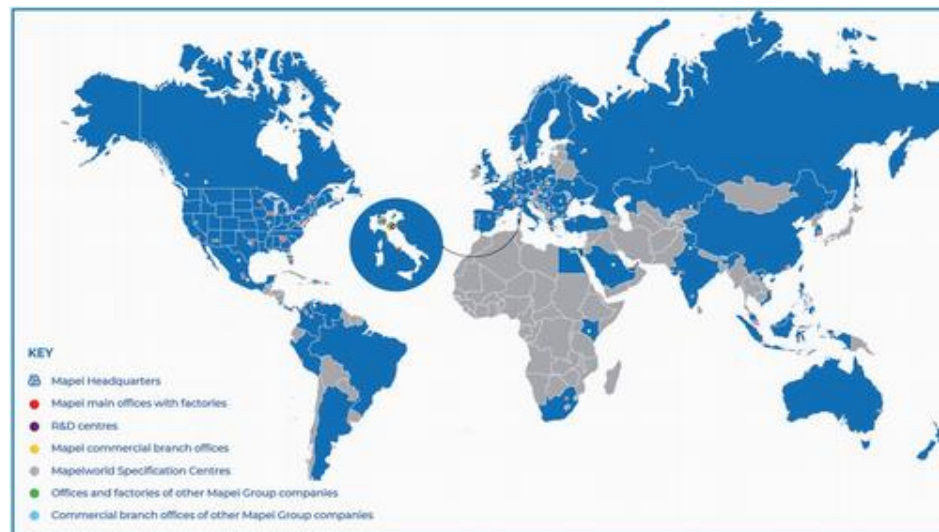 KEY
Mapei Headquarters
Mapei main offices with factories
R&D centres
Mapei commercial branch offices
Mapeiworld Specification Centres
Offices and factories of other Mapei Group companies
Commercial branch offices of other Mapei Group companies